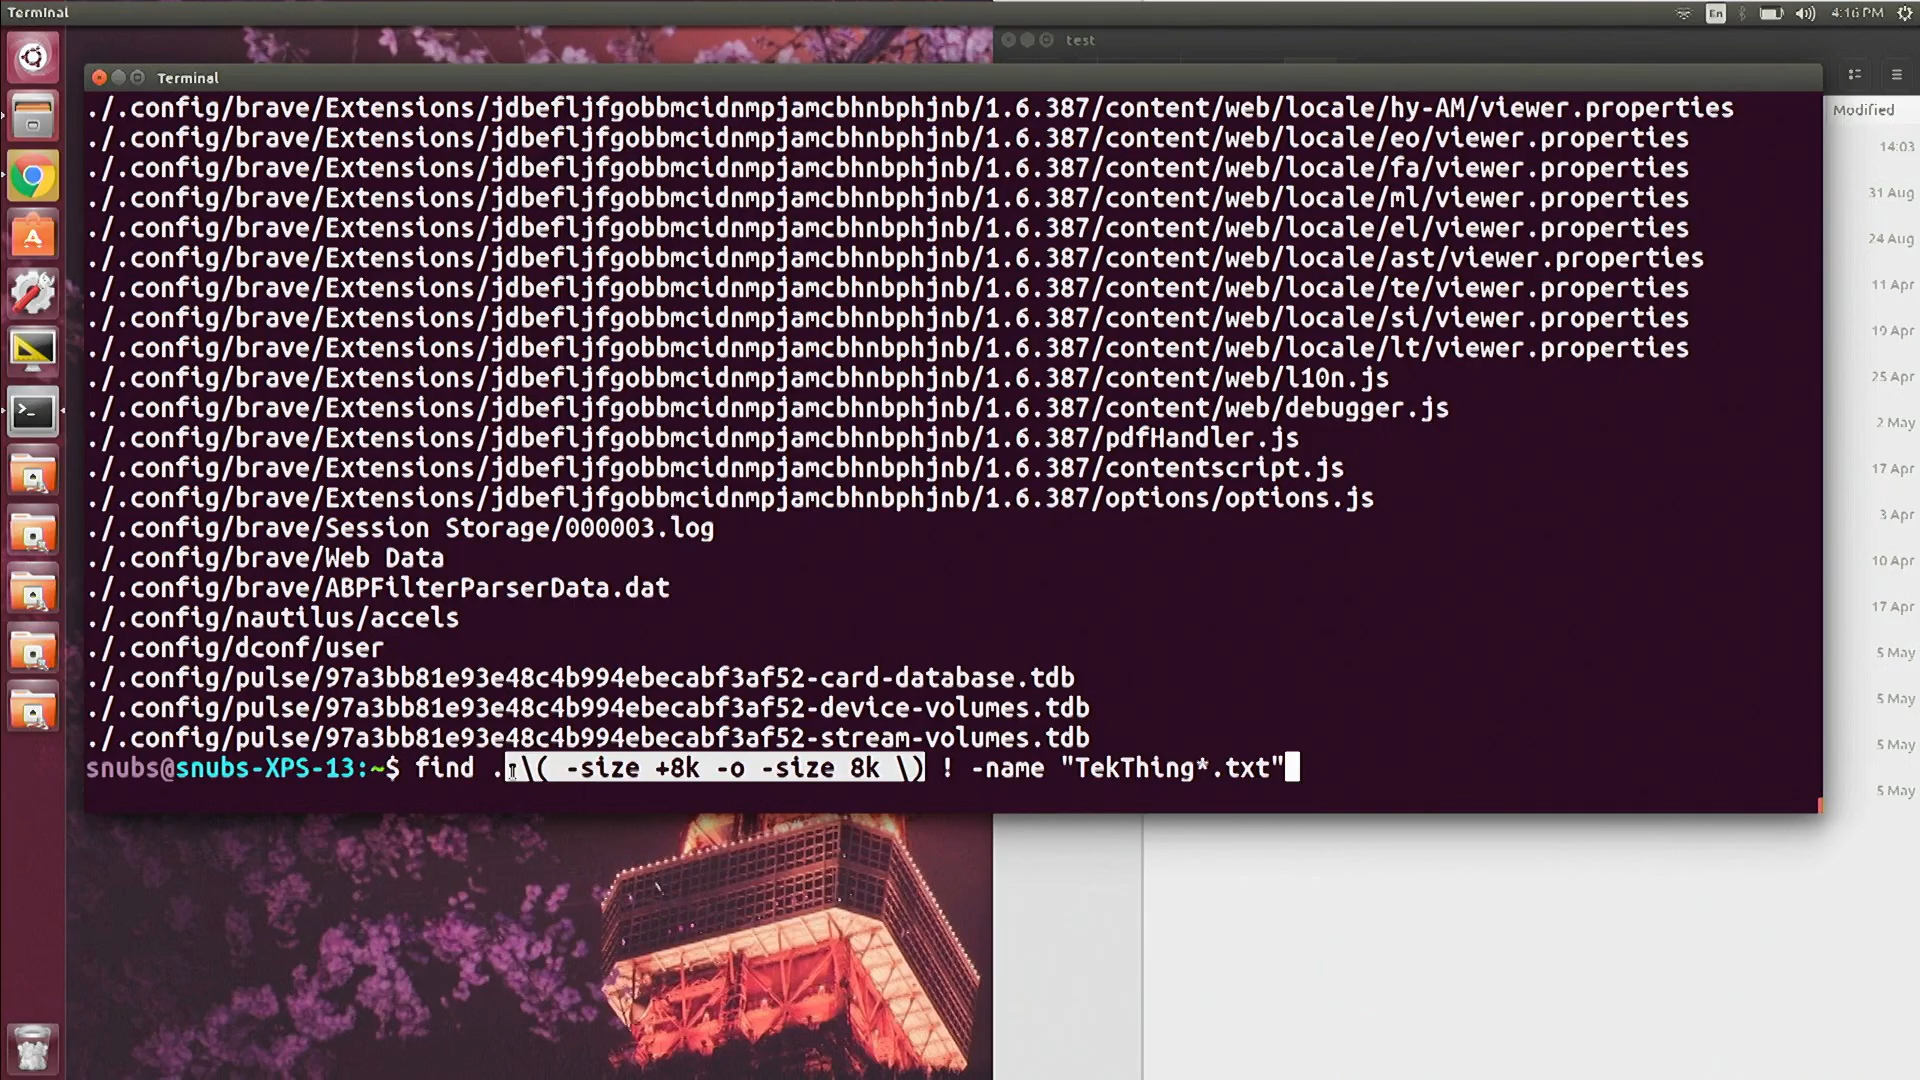 Terminal
En
4:16 PM
test
Terminal
Modified
./.config/brave/Extensions/jdbefljfgobbmcidnmpjamcbhnbphjnb/1.6.387/content/web/locale/hy-AM/viewer.properties
./.config/brave/Extensions/jdbefljfgobbmcidnmpjamcbhnbphjnb/1.6.387/content/web/locale/eo/viewer.properties
./.config/brave/Extensions/jdbefljfgobbmcidnmpjamcbhnbphjnb/1.6.387/content/web/locale/fa/viewer.properties
./.config/brave/Extensions/jdbefljfgobbmcidnmpjamcbhnbphjnb/1.6.387/content/web/locale/ml/viewer.properties
./.config/brave/Extensions/jdbefljfgobbmcidnmpjamcbhnbphjnb/1.6.387/content/web/locale/el/viewer.properties
./.config/brave/Extensions/jdbefljfgobbmcidnmpjamcbhnbphjnb/1.6.387/content/web/locale/ast/viewer.properties
./.config/brave/Extensions/jdbefljfgobbmcidnmpjamcbhnbphjnb/1.6.387/content/web/locale/te/viewer.properties
./.config/brave/Extensions/jdbefljfgobbmcidnmpjamcbhnbphjnb/1.6.387/content/web/locale/si/viewer.properties
./.config/brave/Extensions/jdbefljfgobbmcidnmpjamcbhnbphjnb/1.6.387/content/web/locale/lt/viewer.properties
./.config/brave/Extensions/jdbefljfgobbmcidnmpjamcbhnbphjnb/1.6.387/content/web/l10n.js
./.config/brave/Extensions/jdbefljfgobbmcidnmpjamcbhnbphjnb/1.6.387/content/web/debugger.js
./.config/brave/Extensions/jdbefljfgobbmcidnmpjamcbhnbphjnb/1.6.387/pdfHandler.js
./.config/brave/Extensions/jdbefljfgobbmcidnmpjamcbhnbphjnb/1.6.387/contentscript.js
./.config/brave/Extensions/jdbefljfgobbmcidnmpjamcbhnbphjnb/1.6.387/options/options.js
./.config/brave/Session Storage/000003.log
./.config/brave/Web Data
./.config/brave/ABPFilterParserData.dat
./.config/nautilus/accels
./.config/dconf/user
./.config/pulse/97a3bb81e93e48c4b994ebecabf3af52-card-database.tdb
./.config/pulse/97a3bb81e93e48c4b994ebecabf3af52-device-volumes.tdb
./.config/pulse/97a3bb81e93e48c4b994ebecabf3af52-stream-volumes.tdb
snubs@snubs-XPS-13:~$ find . \( -size +8k -o -size 8k \) ! -name "TekThing*.txt"
14:03
31 Aug
24 Aug
11 Apr
19 Apr
25 Apr
2 May
17 Apr
3 Apr
10 Apr
17 Apr
5 May
5 May
5 May
5 May